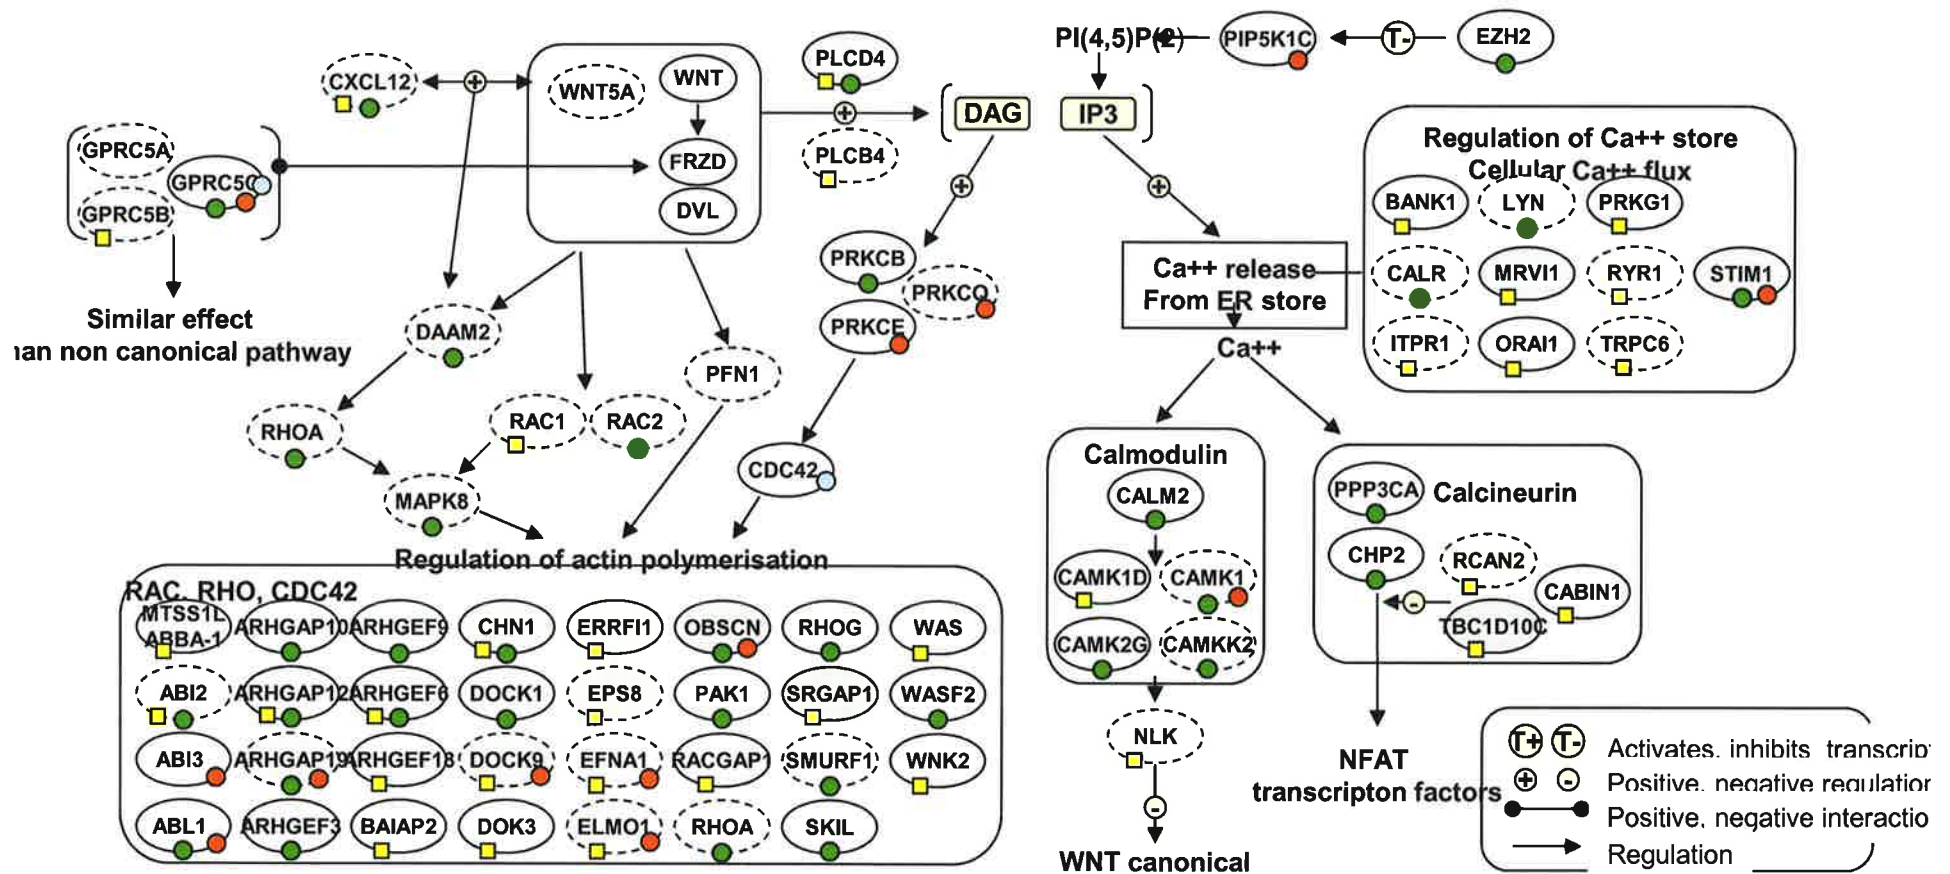 PI(4,5)P(2)
PIP5K1C
T-
EZH2
CXCL12
+
WNT5A
WNT
FRZD
DVL
PLCD4
+
PLCB4
DAG
IP3
GPRC5A
GPRC5B
Similar effect
nan non canonical pathway
+
+
Regulation of Ca++ store
Cellular Ca++ flux
BANK1
LYN
PRKG1
CALR
MRVI1
RYR1
STIM1
ITPR1
ORAI1
TRPC6
Ca++ release
From ER store
Ca++
PRKCB
PRKCQ
PRKCE
DAAM2
PFN1
RHOA
RAC1
RAC2
MAPK8
CDC42
Calmodulin
CALM2
CAMK1D
CAMK1
CAMK2G
CAMKK2
NLK
-
WNT canonical
PPP3CA
Calcineurin
CHP2
RCAN2
-
CABIN1
TBC1D10C
NFAT
transcripton factors
Regulation of actin polymerisation
RAC, RHO, CDC42
MTSS1L
ABBA-1
ARHGAP10
ARHGEF9
CHN1
ERRFI1
OBSCN
RHOG
WAS
ABI2
ARHGAP12
ARHGEF6
DOCK1
EPS8
PAK1
SRGAP1
WASF2
ABI3
ARHGAP19
ARHGEF18
DOCK9
EFNA1
RACGAP1
SMURF1
WNK2
ABL1
ARHGEF3
BAIAP2
DOK3
ELMO1
RHOA
SKIL
T+ T- Activates, inhibits transcrip
+ - Positive, negative regulation
Positive, negative interactio
Regulation